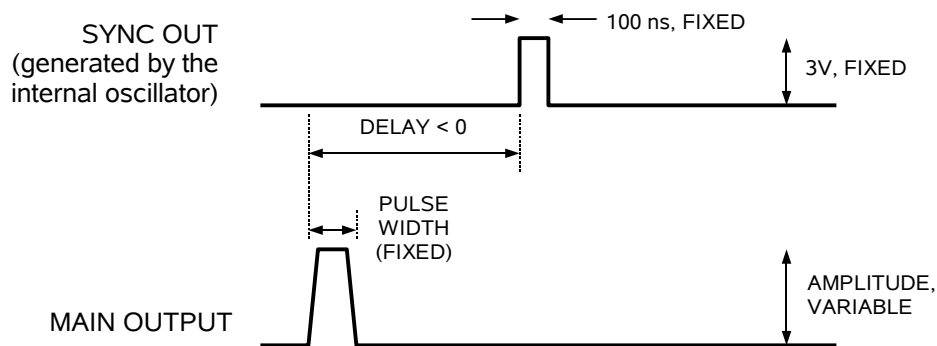 SYNC OUT
(generated by the
internal oscillator)
100 ns, FIXED
3V, FIXED
DELAY < 0
PULSE
WIDTH
(FIXED)
MAIN OUTPUT
AMPLITUDE,
VARIABLE